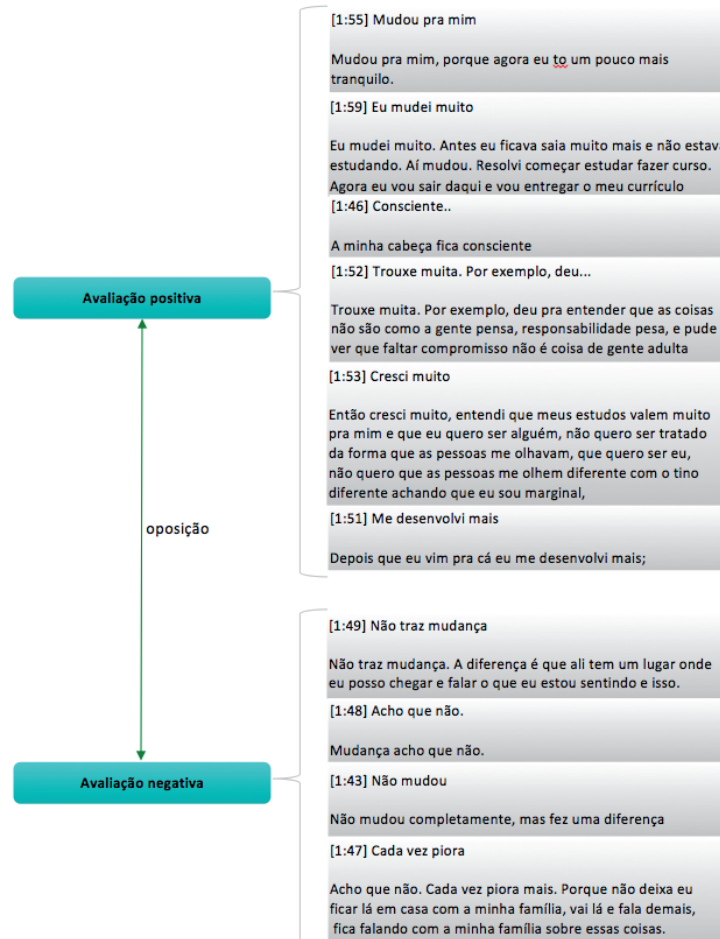 [1:55] Mudou pra mim
Mudou pra mim, porque agora eu to um pouco mais
tranquilo.
[1:59] Eu mudei muito
Eu mudei muito. Antes eu ficava saia muito mais e não estava
estudando. Aí mudou. Resolvi começar estudar fazer curso.
Agora eu vou sair daqui e vou entregar o meu currículo
[1:46] Consciente..
A minha cabeça fica consciente
[1:52] Trouxe muita. Por exemplo, deu...
Trouxe muita. Por exemplo, deu pra entender que as coisas
não são como a gente pensa, responsabilidade pesa, e pude
ver que faltar compromisso não é coisa de gente adulta
[1:53] Cresci muito
Então cresci muito, entendi que meus estudos valem muito
pra mim e que eu quero ser alguém, não quero ser tratado
da forma que as pessoas me olhavam, que quero ser eu,
não quero que as pessoas me olhem diferente com o tino
diferente achando que eu sou marginal,
[1:51] Me desenvolvi mais
Depois que eu vim pra cá eu me desenvolvi mais;
Avaliação positiva
oposição
Avaliação negativa
[1:49] Não traz mudança
Não traz mudança. A diferença é que ali tem um lugar onde
eu posso chegar e falar o que eu estou sentindo e isso.
[1:48] Acho que não.
Mudança acho que não.
[1:43] Não mudou
Não mudou completamente, mas fez uma diferença
[1:47] Cada vez piora
Acho que não. Cada vez piora mais. Porque não deixa eu
ficar lá em casa com a minha família, vai lá e fala demais,
fica falando com a minha família sobre essas coisas.